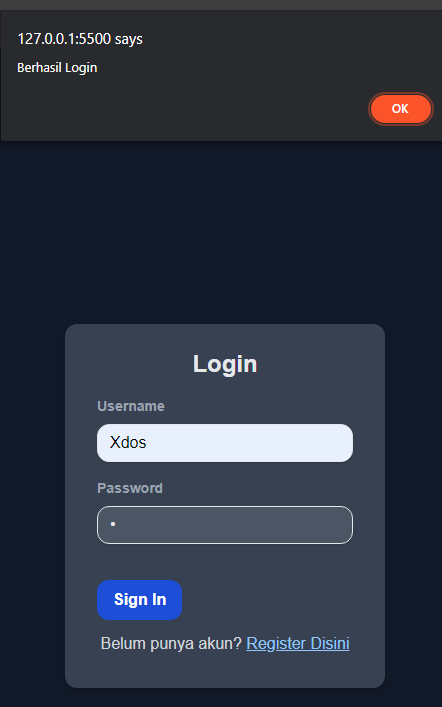 127.0.0.1:5500 says
Berhasil Login
OK
Login
Username
Xdos
Password
•
Sign In
Belum punya akun? Register Disini